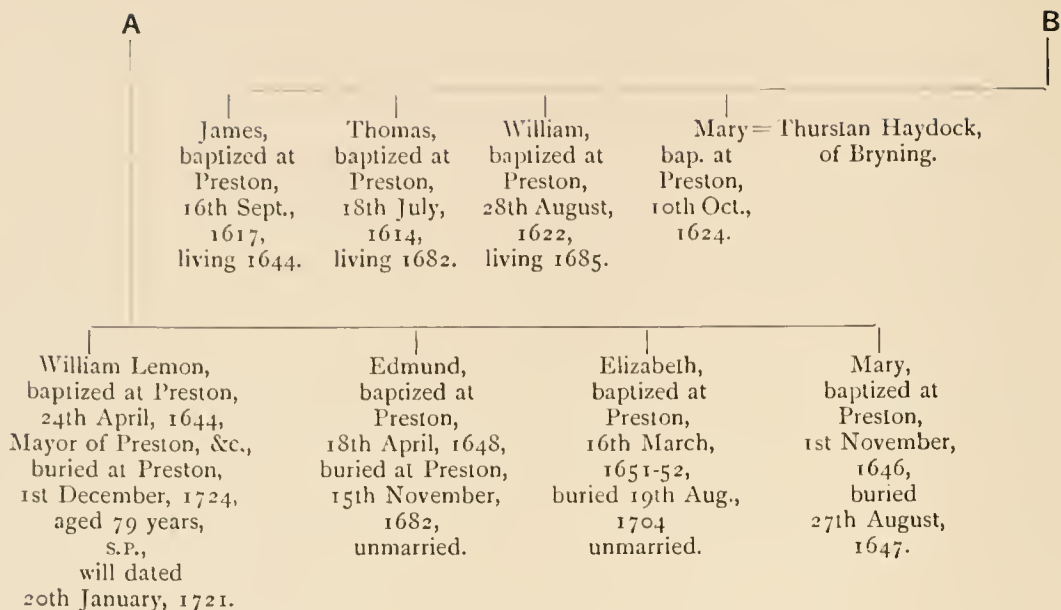 A
B
James,
baptized at
Preston,
16th Sept.,
1617,
living 1644.
Thomas,
baptized at
Preston,
18th July,
1614,
living 1682.
William,
baptized at
Preston,
28th August,
1622,
living 1685.
Mary = Thurstan Haydock,
bap. at of Bryning.
Preston,
10th Oct.,
1624.
William Lemon,
baptized at Preston,
24th April, 1644,
Mayor of Preston, &c.,
buried at Preston,
1st December, 1724,
aged 79 years,
S.P.,
will dated
20th January, 1721.
Edmund,
baptized at
Preston,
18th April, 1648,
buried at Preston,
15th November,
1682,
unmarried.
Elizabeth,
baptized at
Preston,
16th March,
1651-52,
buried 19th Aug.,
1704
unmarried.
Mary,
baptized at
Preston,
1st November,
1646,
buried
27th August,
1647.